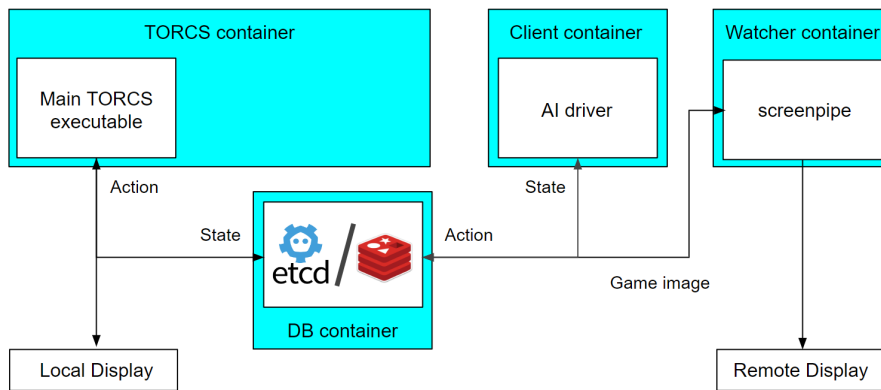 TORCS container
Client container
Watcher container
Main TORCS
executable
AI driver
screenpipe
Action
State
State
Action
etcd
Game image
DB container
Local Display
Remote Display